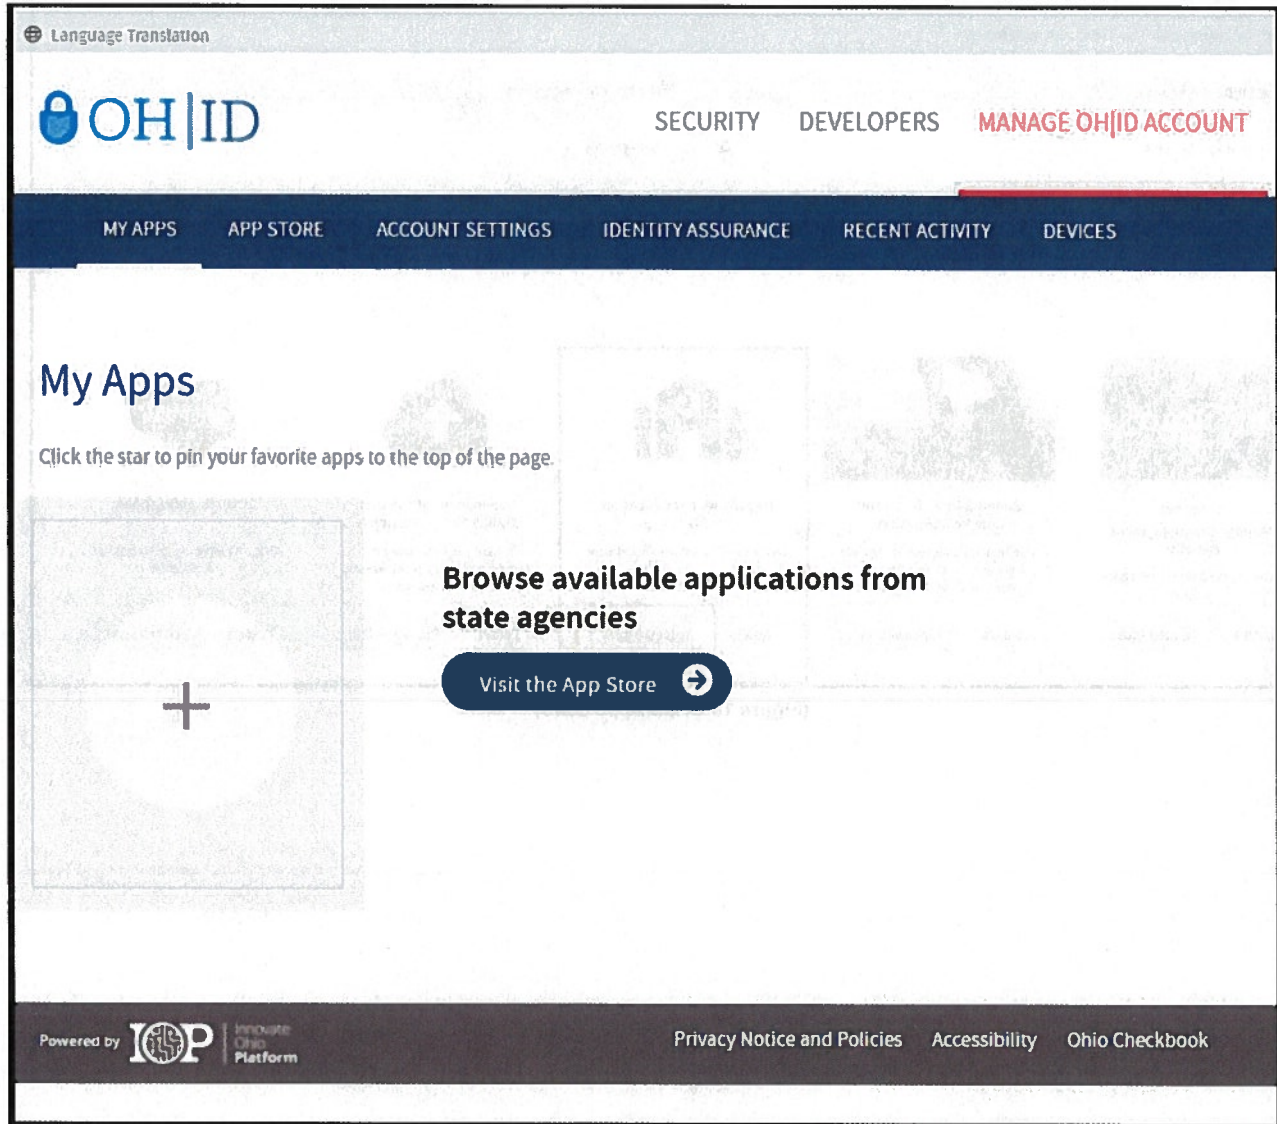 Language Translation
OH|ID
SECURITY DEVELOPERS MANAGE OH|ID ACCOUNT
MY APPS APP STORE ACCOUNT SETTINGS IDENTITY ASSURANCE RECENT ACTIVITY DEVICES
My Apps
Click the star to pin your favorite apps to the top of the page.
Browse available applications from
state agencies
Visit the App Store
Powered by IOP Innovate
Ohio
Platform
Privacy Notice and Policies Accessibility Ohio Checkbook